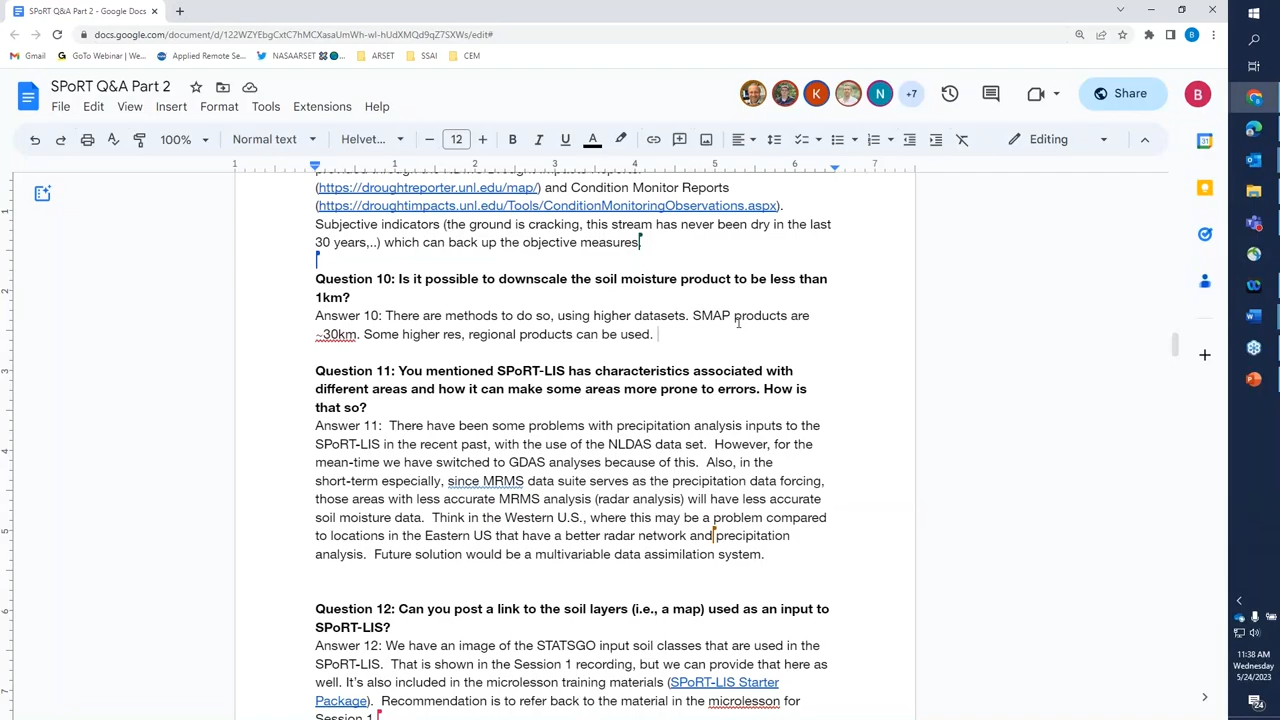 SPoRT Q&A Part 2 - Google Docs
docs.google.com/document/d/122WZYEbgCxtC7hMCXasaUmWh-wI-hUdXMQd9qZ7SXWs/edit#
Gmail GoTo Webinar | We... Applied Remote Se... NASAARSET ARSET SSAI CEM
SPoRT Q&A Part 2
File Edit View Insert Format Tools Extensions Help
K N +7 Share B
100% Normal text Helvet... 12 Editing
1 1 2 3 4 5 6 7
(https://droughtreporter.unl.edu/map/) and Condition Monitor Reports
(https://droughtimpacts.unl.edu/Tools/ConditionMonitoringObservations.aspx).
Subjective indicators (the ground is cracking, this stream has never been dry in the last
30 years,..) which can back up the objective measures.
Question 10: Is it possible to downscale the soil moisture product to be less than
1km?
Answer 10: There are methods to do so, using higher datasets. SMAP products are
~30km. Some higher res, regional products can be used.
Question 11: You mentioned SPoRT-LIS has characteristics associated with
different areas and how it can make some areas more prone to errors. How is
that so?
Answer 11:  There have been some problems with precipitation analysis inputs to the
SPoRT-LIS in the recent past, with the use of the NLDAS data set.  However, for the
mean-time we have switched to GDAS analyses because of this.  Also, in the
short-term especially, since MRMS data suite serves as the precipitation data forcing,
those areas with less accurate MRMS analysis (radar analysis) will have less accurate
soil moisture data.  Think in the Western U.S., where this may be a problem compared
to locations in the Eastern US that have a better radar network and precipitation
analysis.  Future solution would be a multivariable data assimilation system.
Question 12: Can you post a link to the soil layers (i.e., a map) used as an input to
SPoRT-LIS?
Answer 12: We have an image of the STATSGO input soil classes that are used in the
SPoRT-LIS.  That is shown in the Session 1 recording, but we can provide that here as
well. It's also included in the microlesson training materials (SPoRT-LIS Starter
Package).  Recommendation is to refer back to the material in the microlesson for
Session 1.
11:38 AM
Wednesday
5/24/2023
24